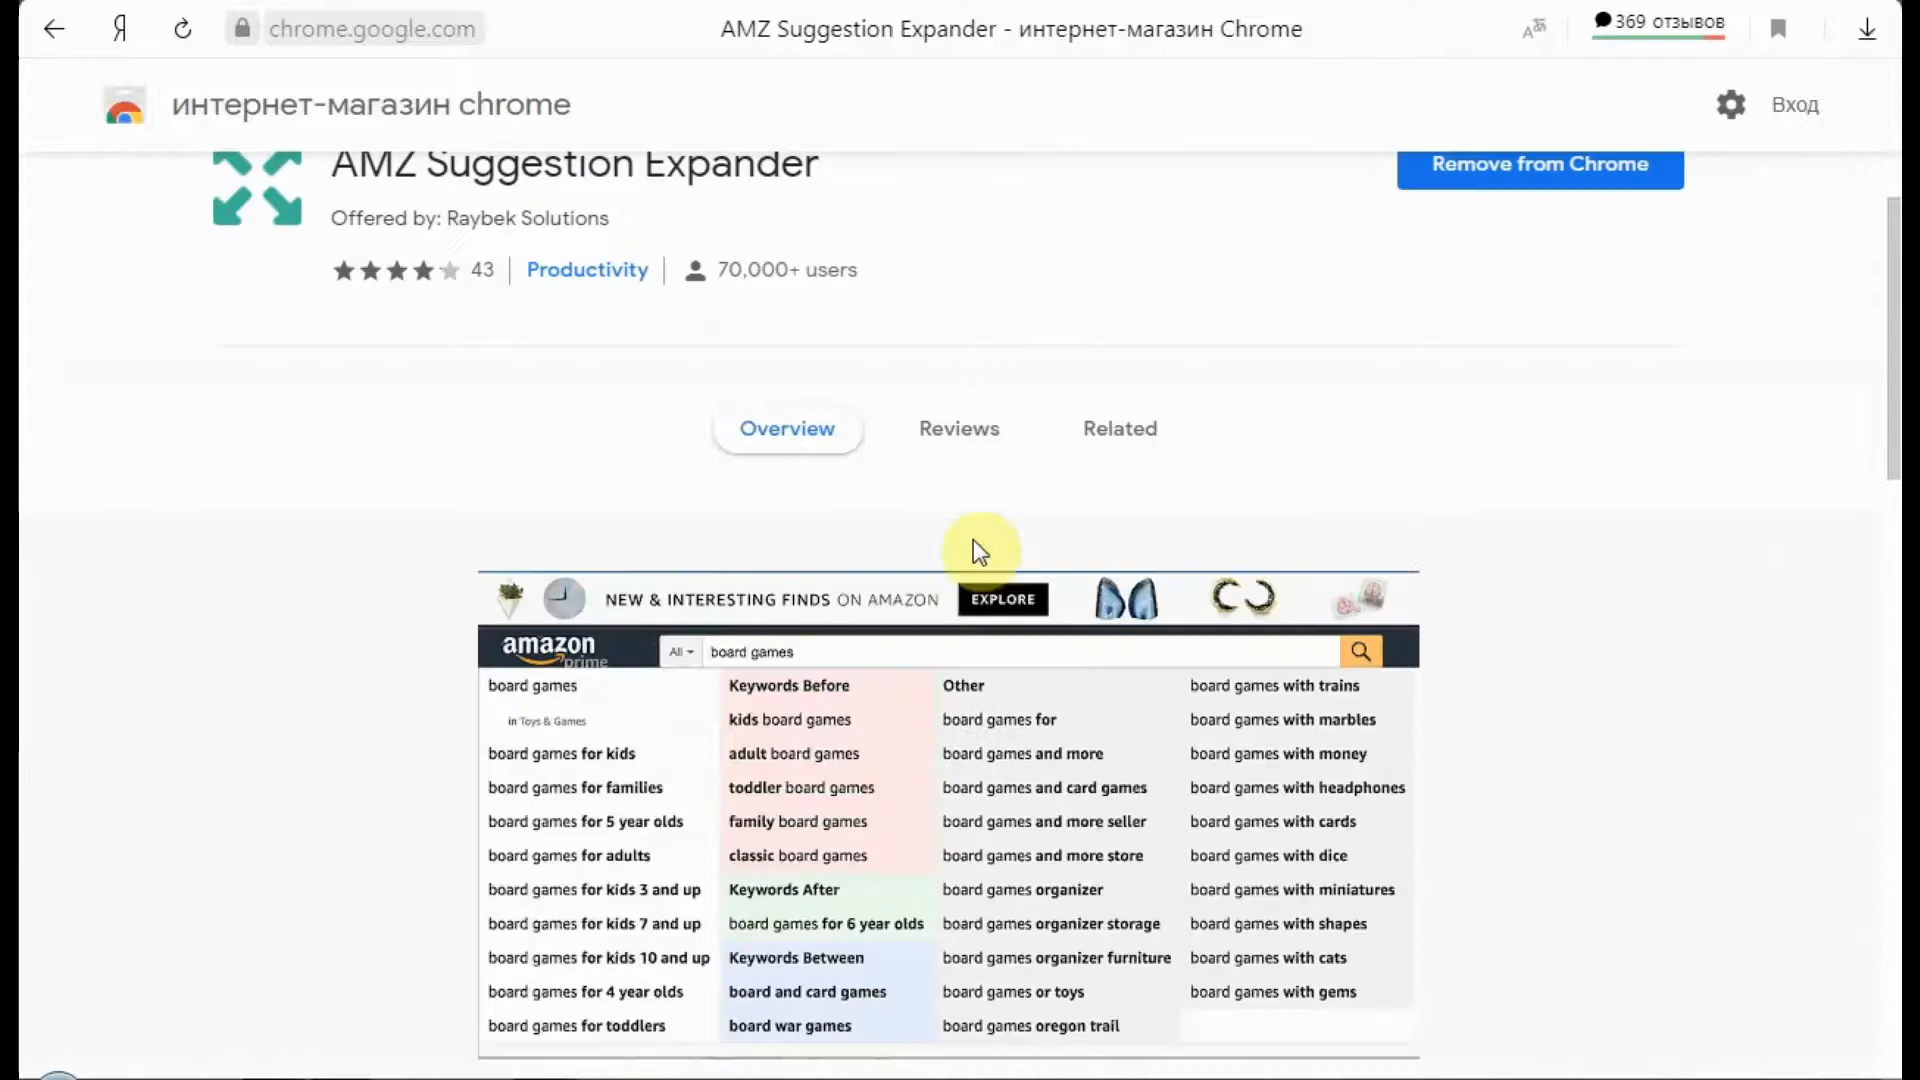 Я chrome.google.com AMZ Suggestion Expander - интернет-магазин Chrome 369 отзывов
интернет-магазин chrome Вход
AMZ Suggestion Expander Remove from Chrome
Offered by: Raybek Solutions
43 Productivity 70,000+ users
Overview Reviews Related
NEW & INTERESTING FINDS ON AMAZON EXPLORE
amazon prime All board games
board games Keywords Before Other board games with trains
in Toys & Games kids board games board games for board games with marbles
board games for kids adult board games board games and more board games with money
board games for families toddler board games board games and card games board games with headphones
board games for 5 year olds family board games board games and more seller board games with cards
board games for adults classic board games board games and more store board games with dice
board games for kids 3 and up Keywords After board games organizer board games with miniatures
board games for kids 7 and up board games for 6 year olds board games organizer storage board games with shapes
board games for kids 10 and up Keywords Between board games organizer furniture board games with cats
board games for 4 year olds board and card games board games or toys board games with gems
board games for toddlers board war games board games oregon trail